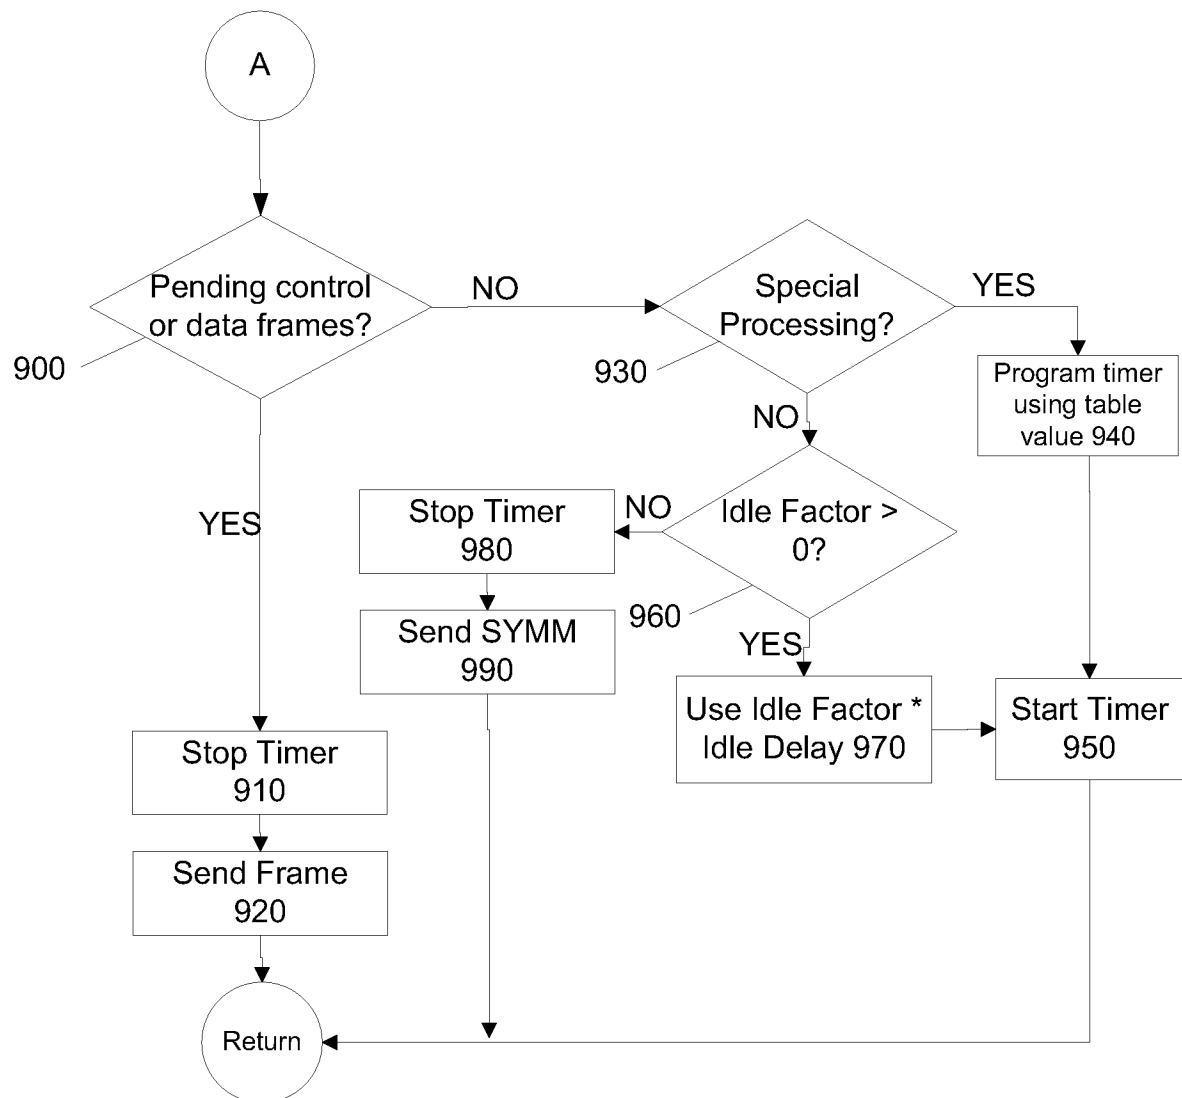 A
Pending control
or data frames?
900
NO
Special
Processing?
930
YES
Program timer
using table
value 940
NO
Idle Factor >
0?
960
NO
Stop Timer
980
Send SYMM
990
YES
Use Idle Factor *
Idle Delay 970
Start Timer
950
YES
Stop Timer
910
Send Frame
920
Return